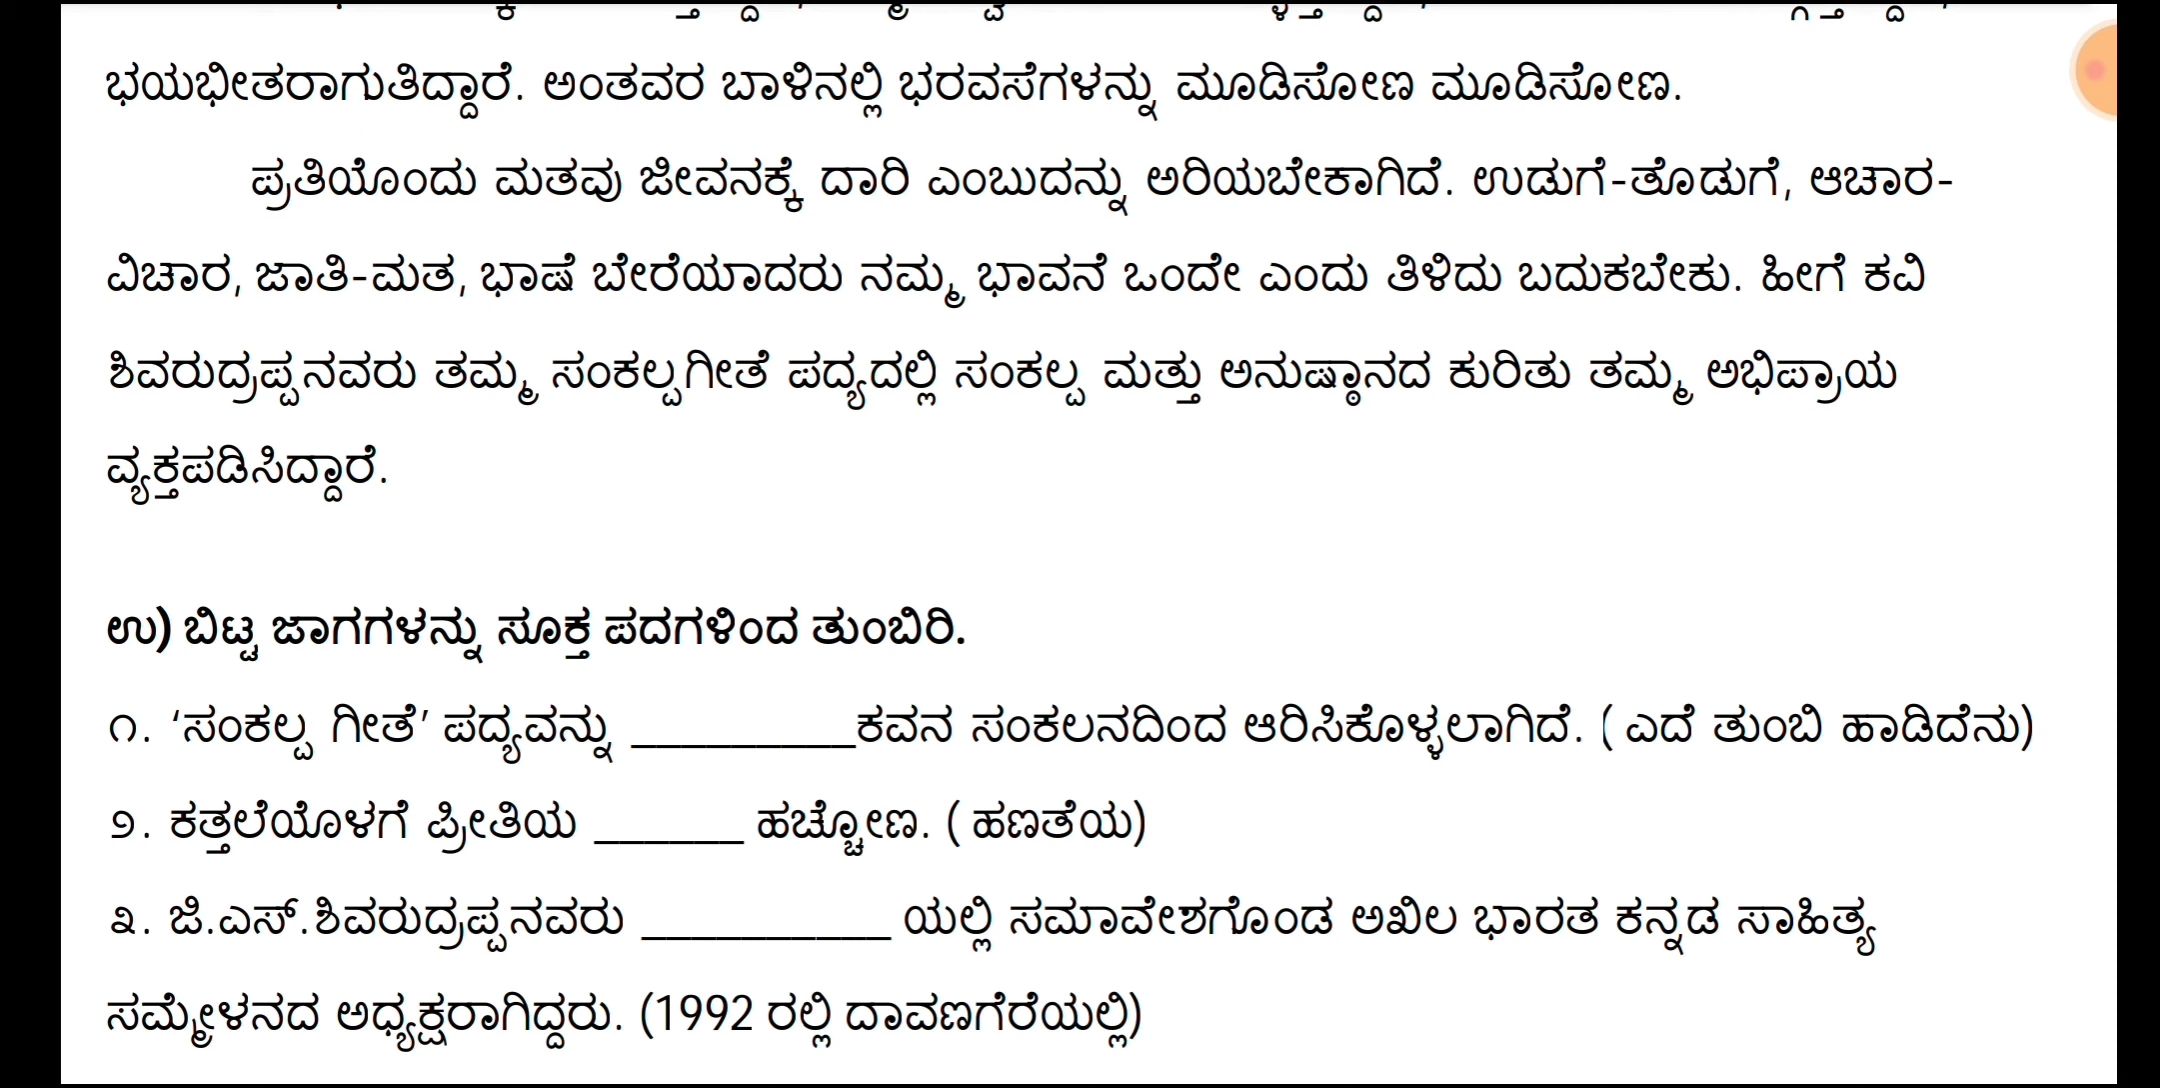 ಭಯಭೀತರಾಗುತಿದ್ದಾರೆ. ಅಂತವರ ಬಾಳಿನಲ್ಲಿ ಭರವಸೆಗಳನ್ನು ಮೂಡಿಸೋಣ ಮೂಡಿಸೋಣ.
ಪ್ರತಿಯೊಂದು ಮತವು ಜೀವನಕ್ಕೆ ದಾರಿ ಎಂಬುದನ್ನು ಅರಿಯಬೇಕಾಗಿದೆ. ಉಡುಗೆ-ತೊಡುಗೆ, ಆಚಾರ-
ವಿಚಾರ, ಜಾತಿ-ಮತ, ಭಾಷೆ ಬೇರೆಯಾದರು ನಮ್ಮ ಭಾವನೆ ಒಂದೇ ಎಂದು ತಿಳಿದು ಬದುಕಬೇಕು. ಹೀಗೆ ಕವಿ
ಶಿವರುದ್ರಪ್ಪನವರು ತಮ್ಮ ಸಂಕಲ್ಪಗೀತೆ ಪದ್ಯದಲ್ಲಿ ಸಂಕಲ್ಪ ಮತ್ತು ಅನುಷ್ಠಾನದ ಕುರಿತು ತಮ್ಮ ಅಭಿಪ್ರಾಯ
ವ್ಯಕ್ತಪಡಿಸಿದ್ದಾರೆ.
ಉ) ಬಿಟ್ಟ ಜಾಗಗಳನ್ನು ಸೂಕ್ತ ಪದಗಳಿಂದ ತುಂಬಿರಿ.
೧. ‘ಸಂಕಲ್ಪ ಗೀತೆ’ ಪದ್ಯವನ್ನು _________ಕವನ ಸಂಕಲನದಿಂದ ಆರಿಸಿಕೊಳ್ಳಲಾಗಿದೆ. ( ಎದೆ ತುಂಬಿ ಹಾಡಿದೆನು)
೨. ಕತ್ತಲೆಯೊಳಗೆ ಪ್ರೀತಿಯ ______ ಹಚ್ಚೋಣ. ( ಹಣತೆಯ)
೩. ಜಿ.ಎಸ್.ಶಿವರುದ್ರಪ್ಪನವರು __________ ಯಲ್ಲಿ ಸಮಾವೇಶಗೊಂಡ ಅಖಿಲ ಭಾರತ ಕನ್ನಡ ಸಾಹಿತ್ಯ
ಸಮ್ಮೇಳನದ ಅಧ್ಯಕ್ಷರಾಗಿದ್ದರು. (1992 ರಲ್ಲಿ ದಾವಣಗೆರೆಯಲ್ಲಿ)